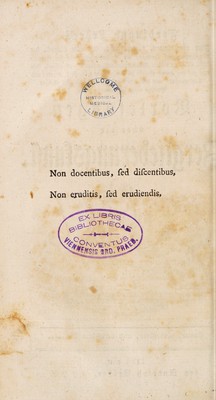 WELLCOME
HISTORICAL
MEDICAL
LIBRARY
Non docentibus, ſed diſcentibus,
Non eruditis, ſed erudiendis.
EX LIBRIS
BIBLIOTHECAE
CONVENTUS
VIENNENSIS ORD. PRAED.